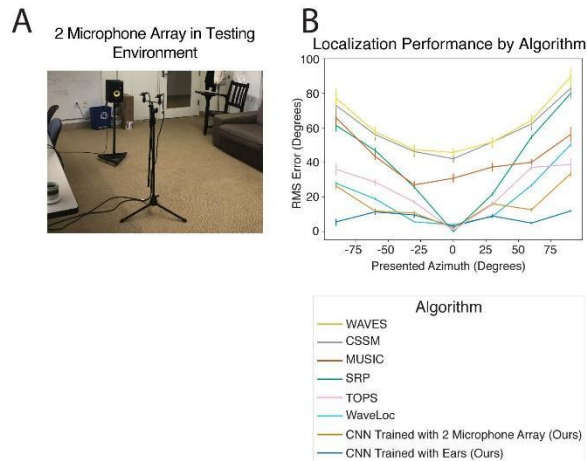 A
2 Microphone Array in Testing
Environment
B
Localization Performance by Algorithm
100
80
60
40
20
0
RMS Error (Degrees)
-75
-50
-25
0
25
50
75
Presented Azimuth (Degrees)
Algorithm
WAVES
CSSM
MUSIC
SRP
TOPS
WaveLoc
CNN Trained with 2 Microphone Array (Ours)
CNN Trained with Ears (Ours)